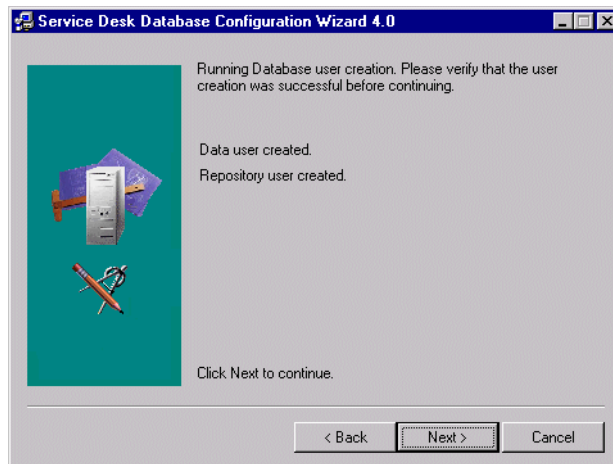 Service Desk Database Configuration Wizard 4.0
Running Database user creation. Please verify that the user
creation was successful before continuing.
Data user created.
Repository user created.
Click Next to continue.
< Back
Next >
Cancel